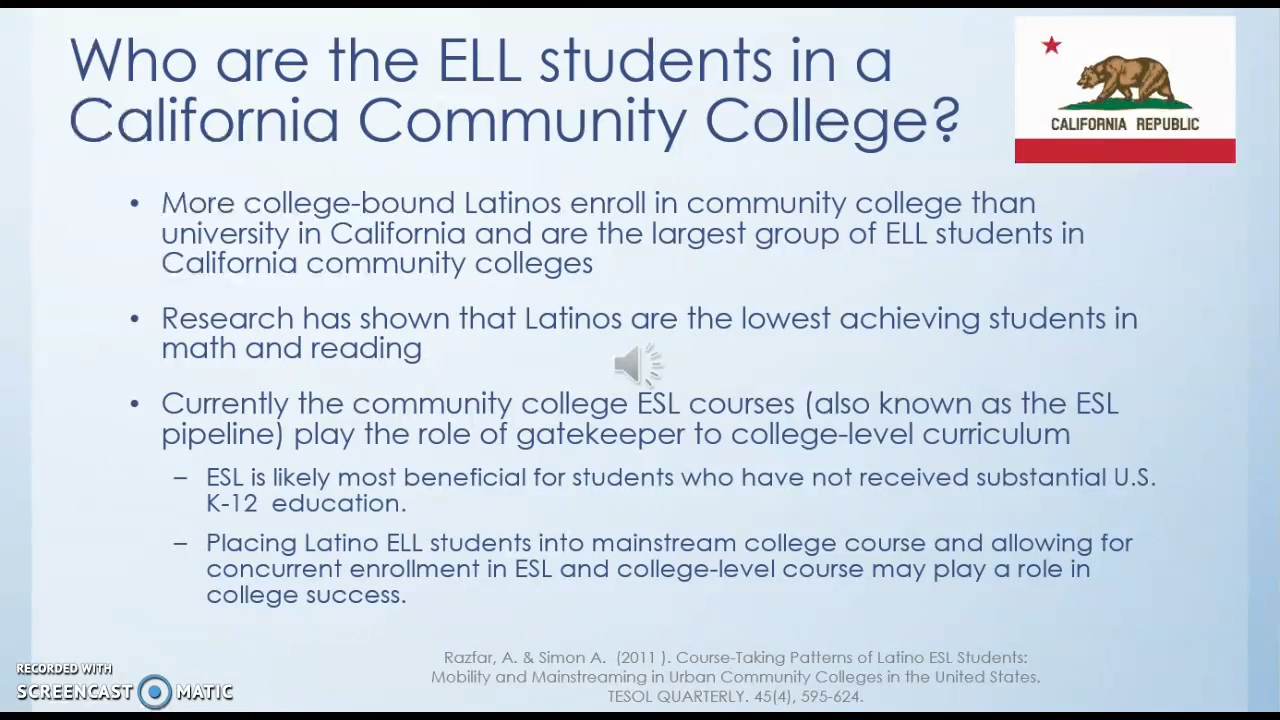 Who are the ELL students in a
California Community College?
CALIFORNIA REPUBLIC
• More college-bound Latinos enroll in community college than
university in California and are the largest group of ELL students in
California community colleges
• Research has shown that Latinos are the lowest achieving students in
math and reading
• Currently the community college ESL courses (also known as the ESL
pipeline) play the role of gatekeeper to college-level curriculum
– ESL is likely most beneficial for students who have not received substantial U.S.
K-12  education.
– Placing Latino ELL students into mainstream college course and allowing for
concurrent enrollment in ESL and college-level course may play a role in
college success.
Razfar, A. & Simon A.  (2011 ). Course-Taking Patterns of Latino ESL Students:
Mobility and Mainstreaming in Urban Community Colleges in the United States.
TESOL QUARTERLY. 45(4), 595-624.
RECORDED WITH
SCREENCAST MATIC